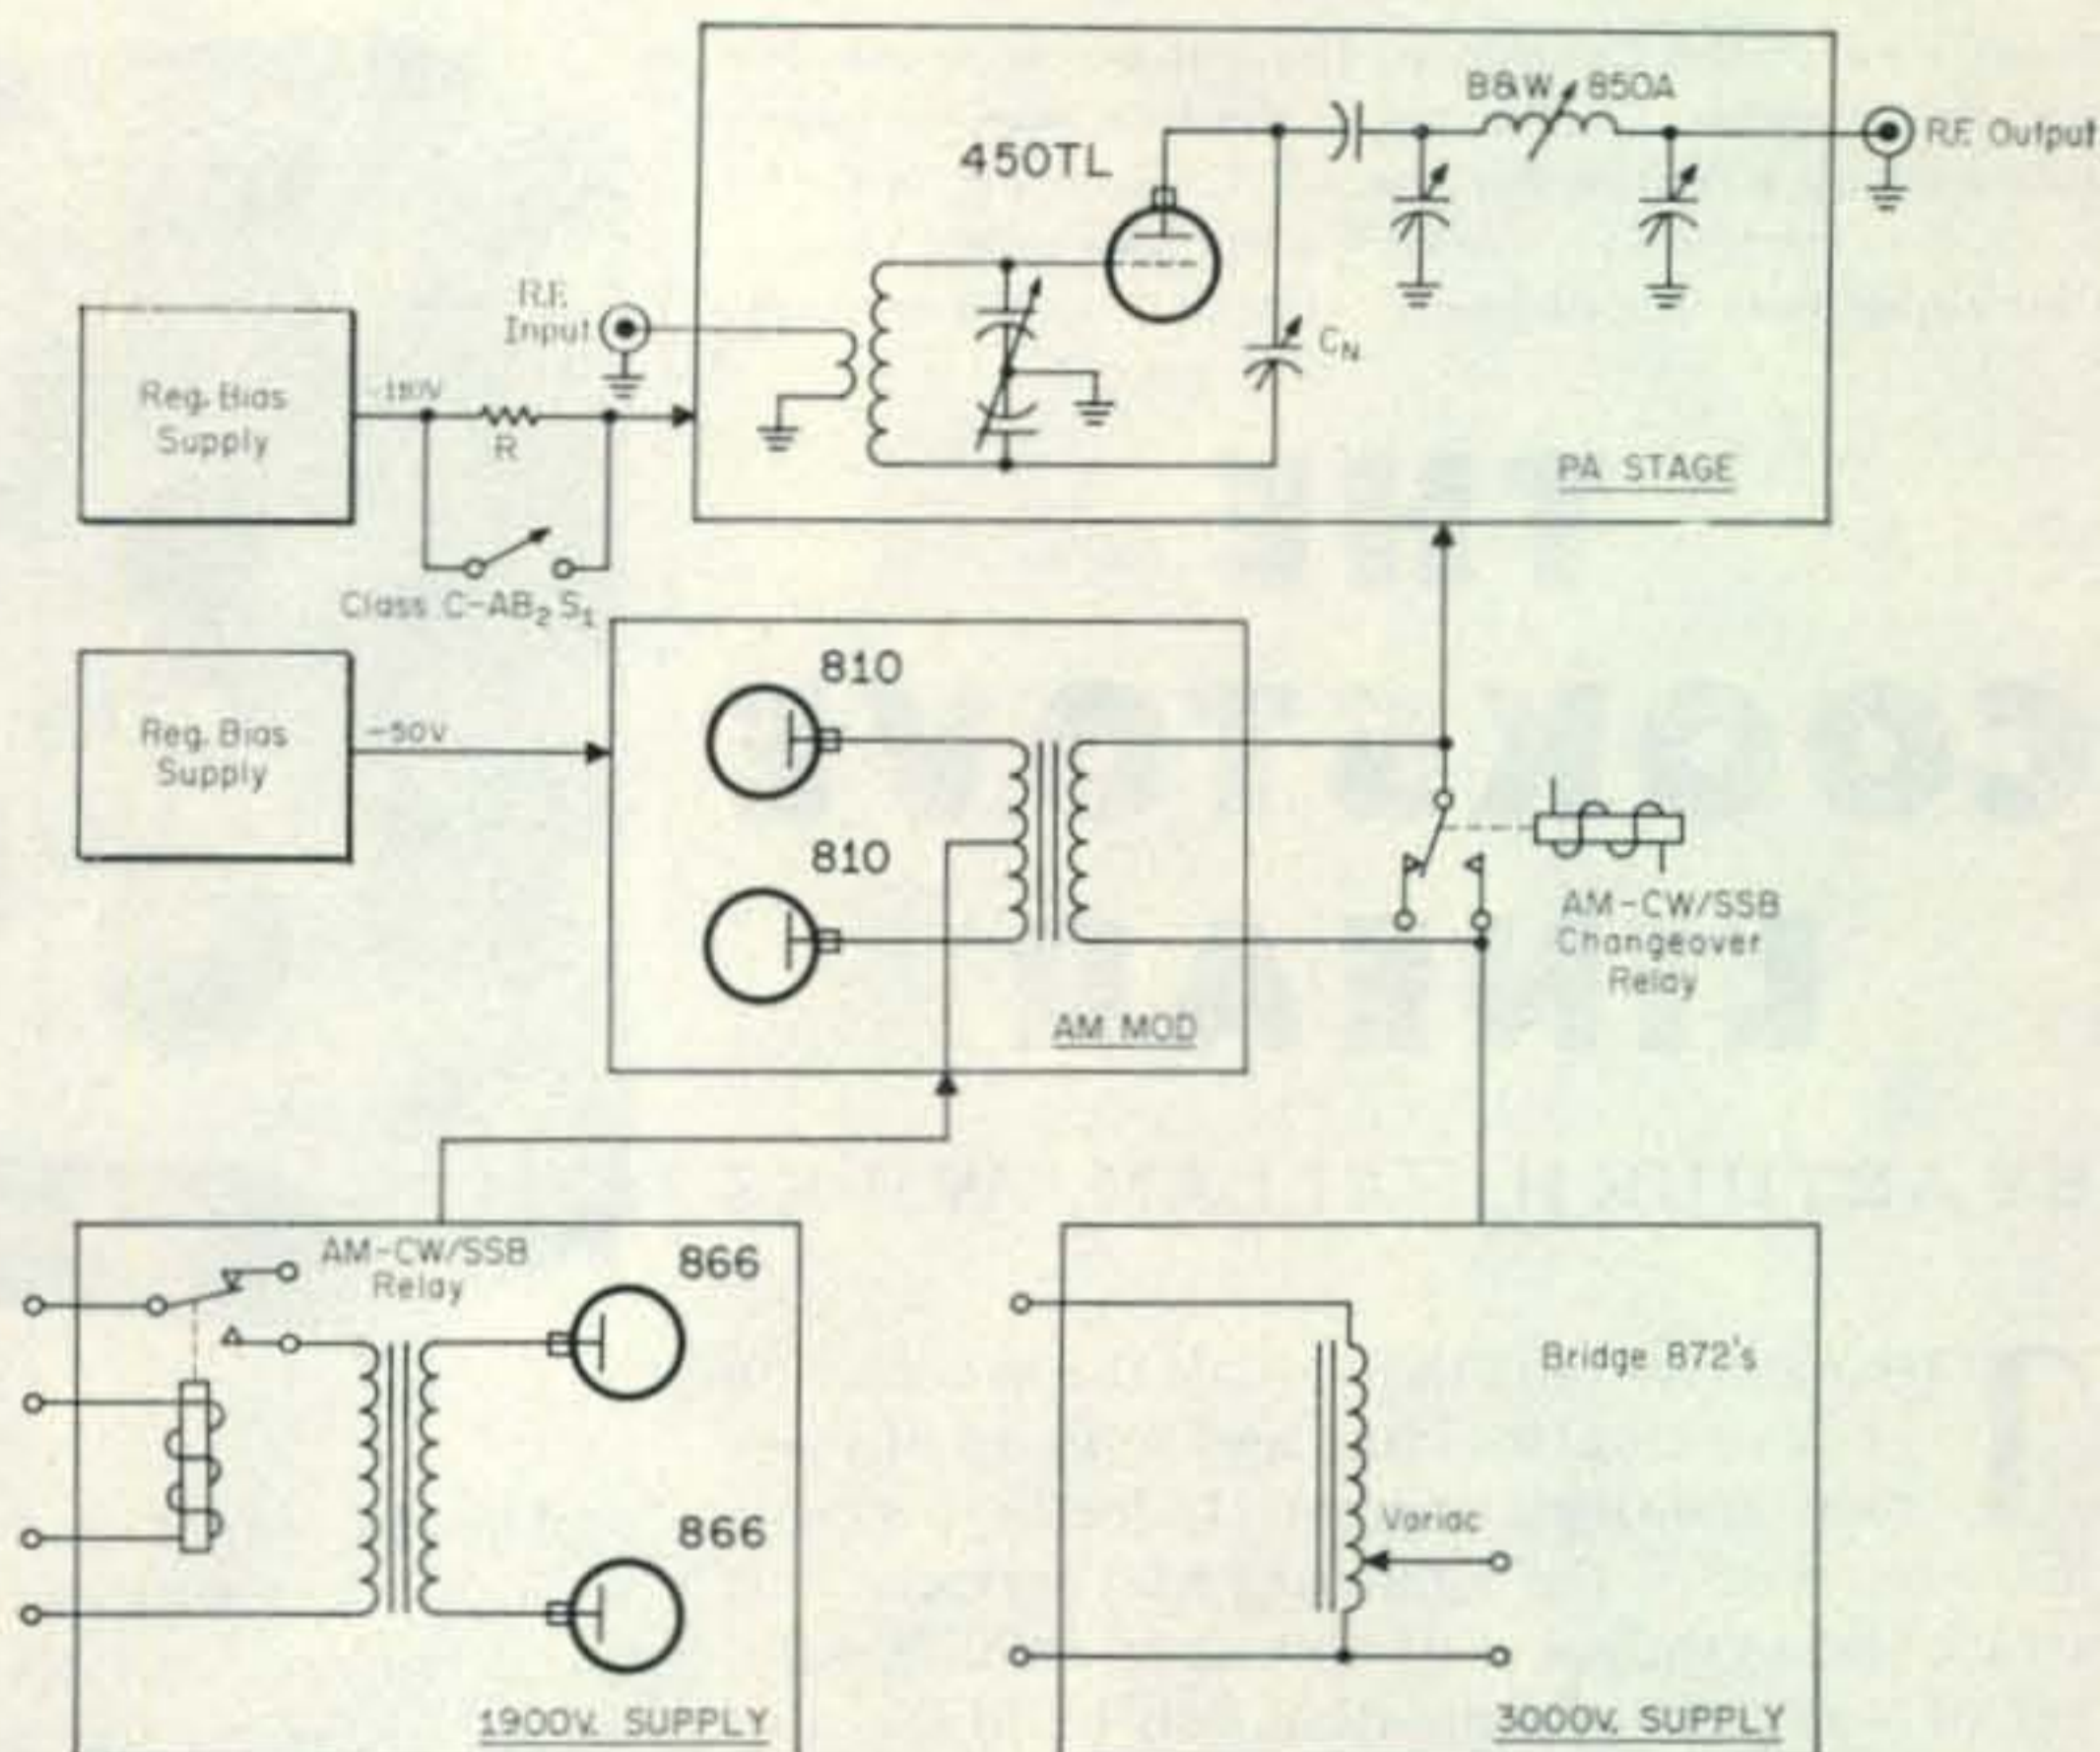 B&W 850A
R.F. Output
450TL
R.F.
Input
C_N
Reg. Bias
Supply
R
PA STAGE
Class C-AB₂ S₁
810
Reg. Bias
Supply
-50V
810
AM-CW/SSB
Changeover
Relay
AM MOD
AM-CW/SSB
Relay
866
Bridge 872's
Variac
866
1900V. SUPPLY
3000V. SUPPLY